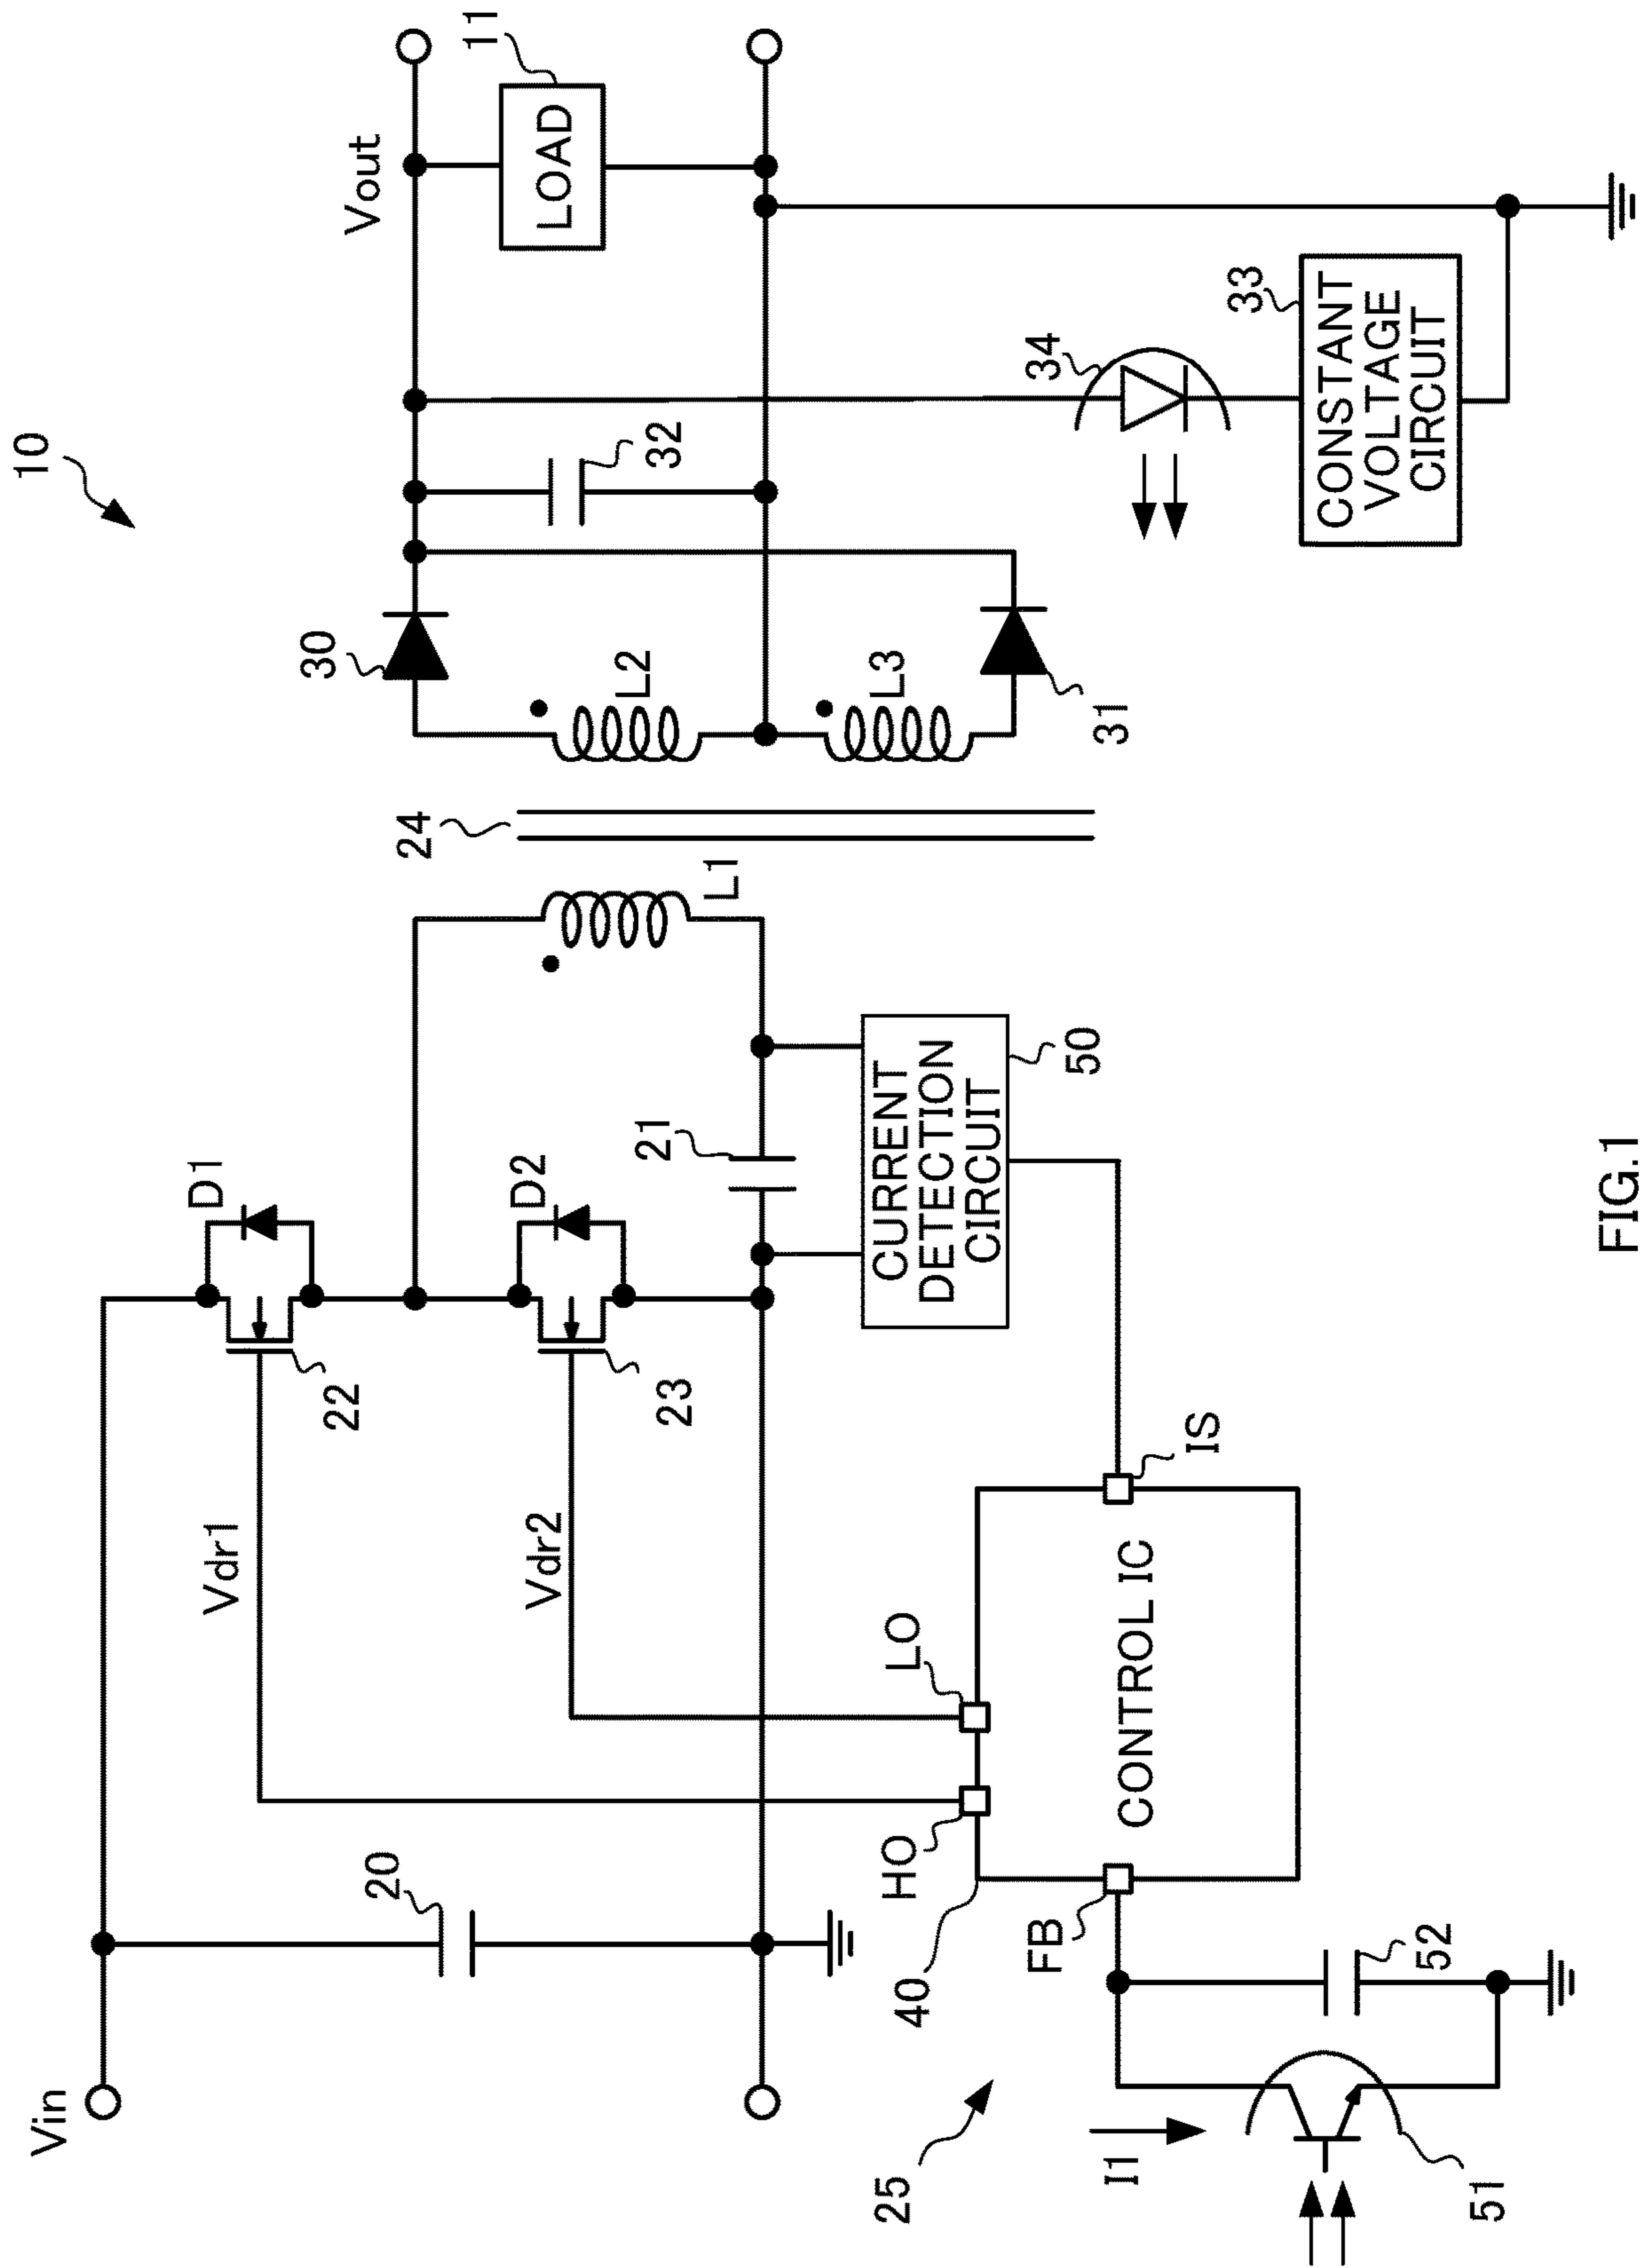 10
Vin
20
Vdr1
22
D1
Vdr2
23
D2
21
L1
24
30
L2
L3
31
32
Vout
LOAD
11
34
33
CONSTANT
VOLTAGE
CIRCUIT
CURRENT
DETECTION
CIRCUIT
50
25
40
HO
LO
FB
IS
CONTROL IC
I1
51
52
FIG.1